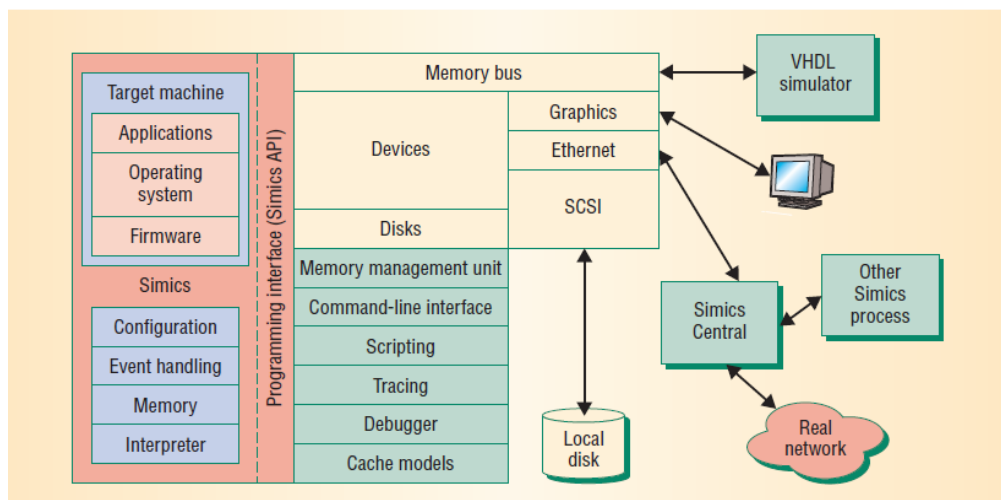 Target machine
Applications
Operating
system
Firmware
Simics
Configuration
Event handling
Memory
Interpreter
Programming interface (Simics API)
Memory bus
Devices
Graphics
Ethernet
SCSI
Disks
Memory management unit
Command-line interface
Scripting
Tracing
Debugger
Cache models
VHDL
simulator
Simics
Central
Other
Simics
process
Local
disk
Real
network